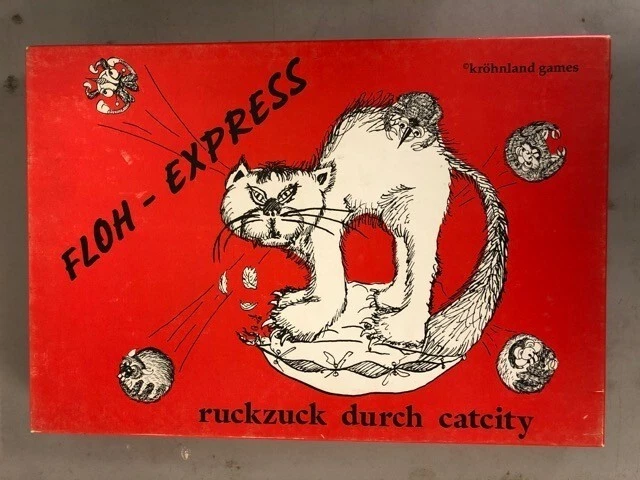 ©kröhnland games
FLOH - EXPRESS
ruckzuck durch catcity